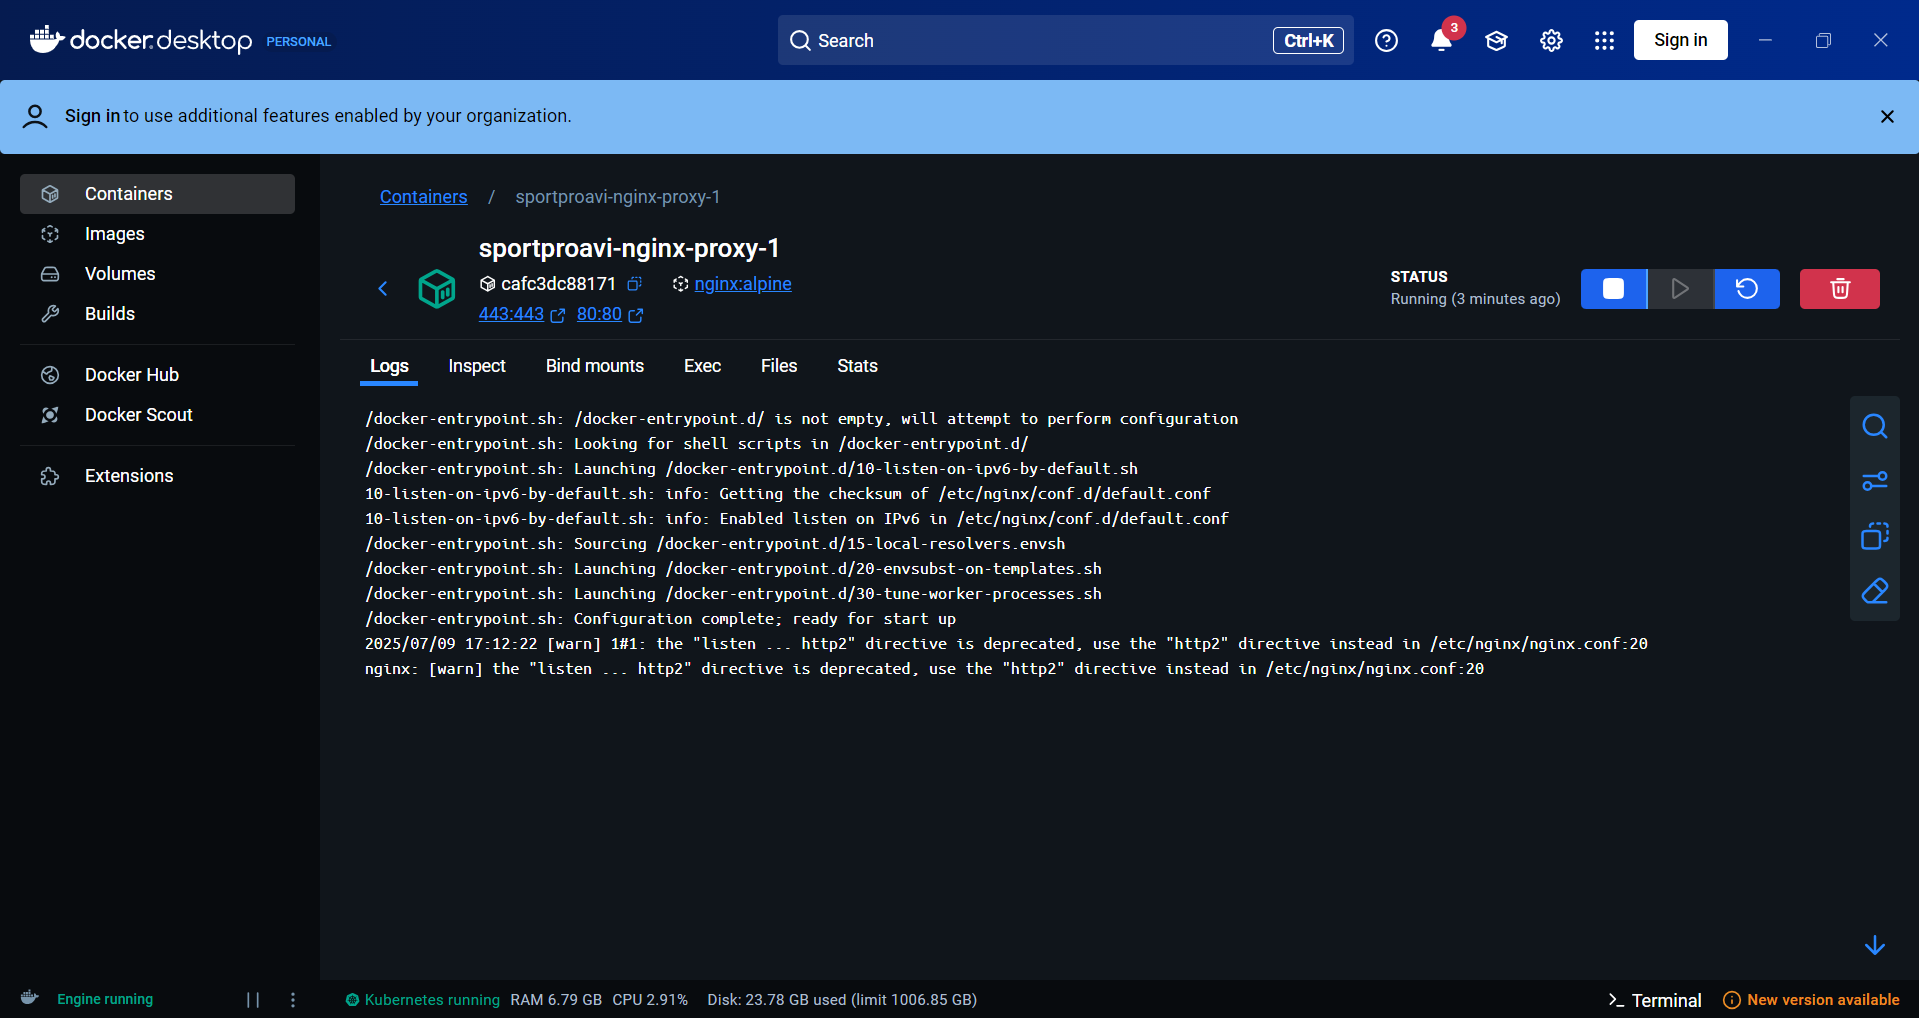 docker.desktop PERSONAL
Search
Ctrl+K
3
Sign in
Sign in to use additional features enabled by your organization.
Containers
Images
Volumes
Builds
Docker Hub
Docker Scout
Extensions
Containers / sportproavi-nginx-proxy-1
sportproavi-nginx-proxy-1
cafc3dc88171 nginx:alpine
443:443 80:80
STATUS
Running (3 minutes ago)
Logs Inspect Bind mounts Exec Files Stats
/docker-entrypoint.sh: /docker-entrypoint.d/ is not empty, will attempt to perform configuration
/docker-entrypoint.sh: Looking for shell scripts in /docker-entrypoint.d/
/docker-entrypoint.sh: Launching /docker-entrypoint.d/10-listen-on-ipv6-by-default.sh
10-listen-on-ipv6-by-default.sh: info: Getting the checksum of /etc/nginx/conf.d/default.conf
10-listen-on-ipv6-by-default.sh: info: Enabled listen on IPv6 in /etc/nginx/conf.d/default.conf
/docker-entrypoint.sh: Sourcing /docker-entrypoint.d/15-local-resolvers.envsh
/docker-entrypoint.sh: Launching /docker-entrypoint.d/20-envsubst-on-templates.sh
/docker-entrypoint.sh: Launching /docker-entrypoint.d/30-tune-worker-processes.sh
/docker-entrypoint.sh: Configuration complete; ready for start up
2025/07/09 17:12:22 [warn] 1#1: the "listen ... http2" directive is deprecated, use the "http2" directive instead in /etc/nginx/nginx.conf:20
nginx: [warn] the "listen ... http2" directive is deprecated, use the "http2" directive instead in /etc/nginx/nginx.conf:20
Engine running
Kubernetes running RAM 6.79 GB CPU 2.91% Disk: 23.78 GB used (limit 1006.85 GB)
>_ Terminal
New version available